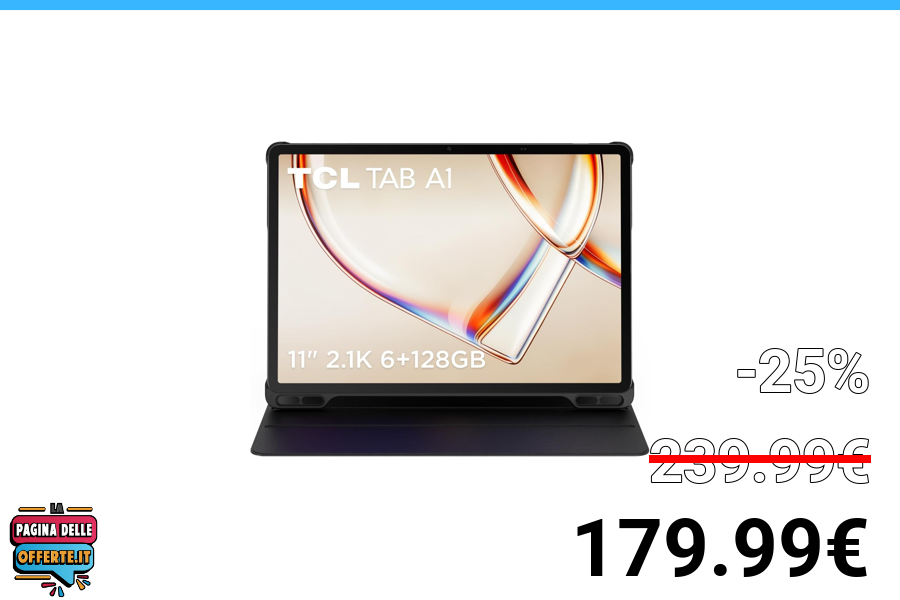 TCL TAB A1
11" 2.1K 6+128GB
-25%
239.99€
179.99€
LA
PAGINA DELLE
OFFERTE.IT